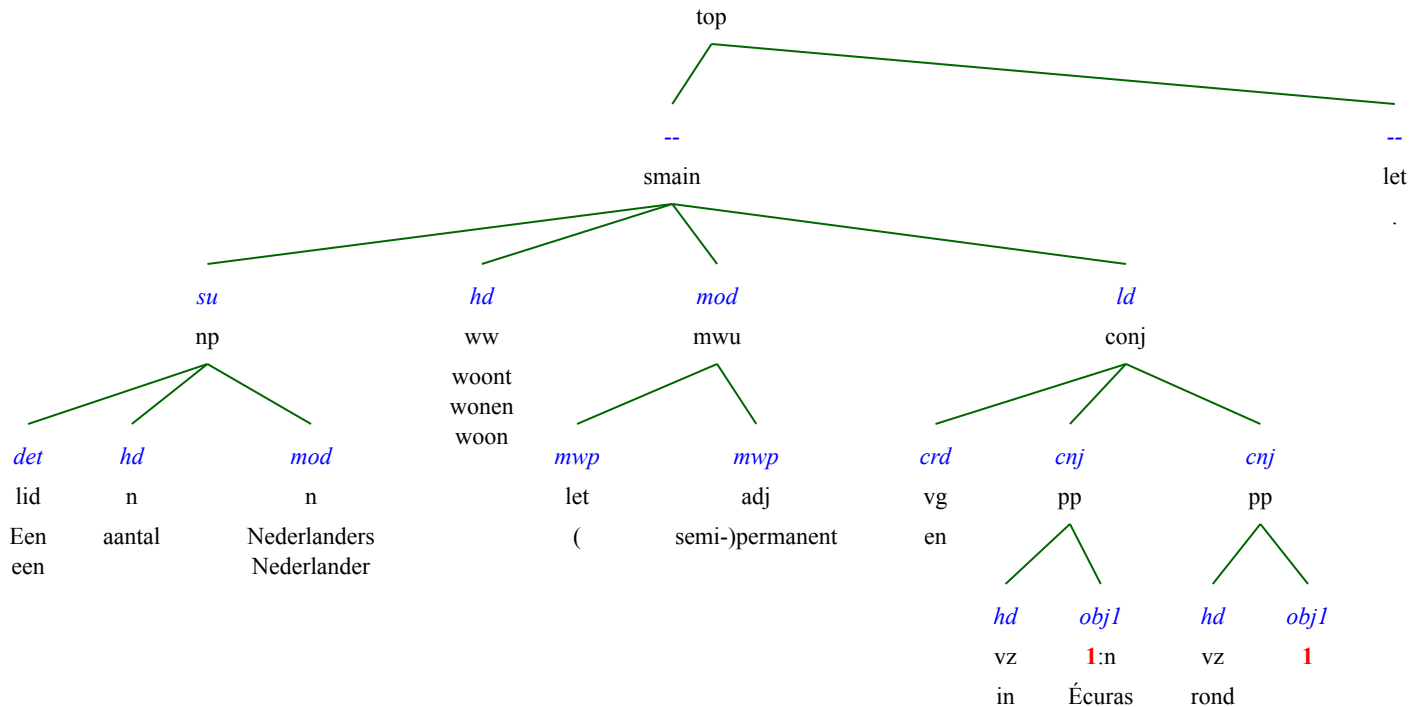 top
-- --
smain let
.
su hd mod ld
np ww mwu conj
woont
wonen
woon
det hd mod mwp mwp crd cnj cnj
lid n n let adj vg pp pp
Een aantal Nederlanders ( semi-)permanent en
een Nederlander
hd obj1 hd obj1
vz 1:n vz 1
in Écuras rond